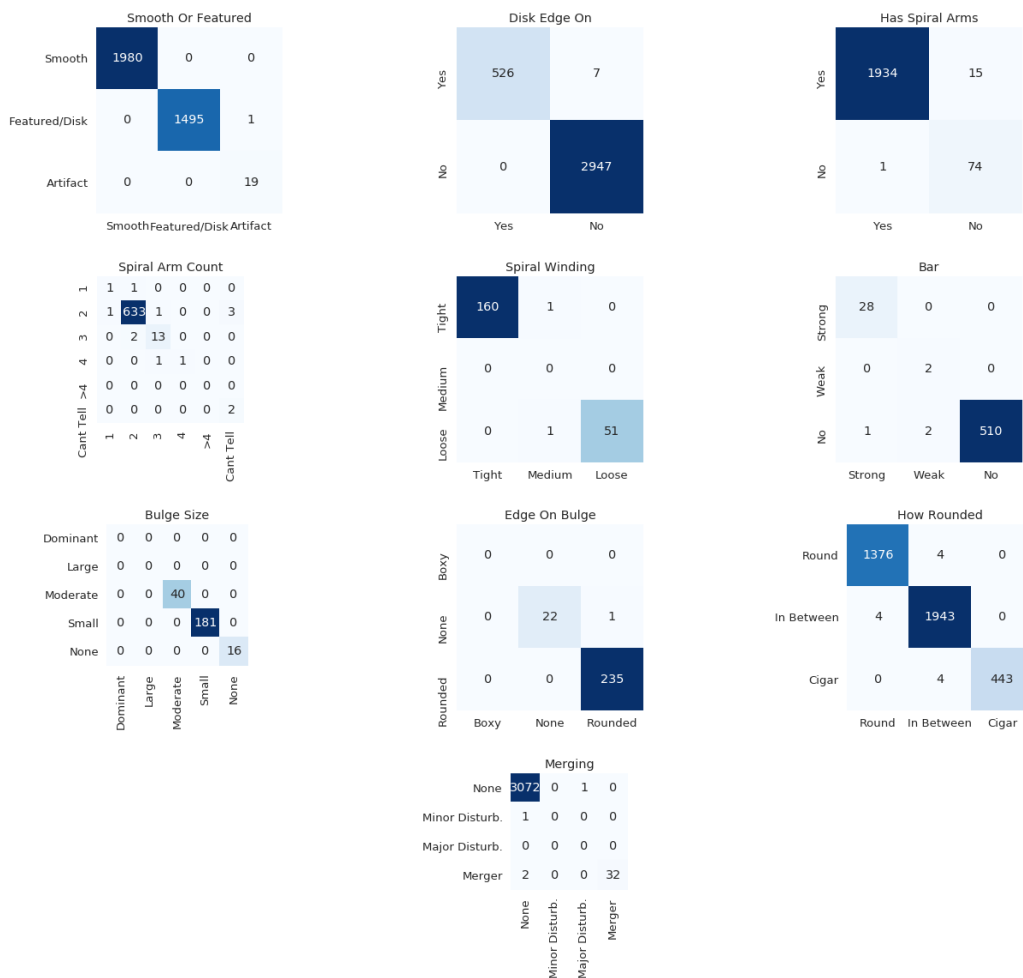 Smooth Or Featured
Smooth 1980 0 0
Featured/Disk 0 1495 1
Artifact 0 0 19
Smooth Featured/Disk Artifact
Disk Edge On
Yes 526 7
No 0 2947
Yes No
Has Spiral Arms
Yes 1934 15
No 1 74
Yes No
Spiral Arm Count
1 1 1 0 0 0 0
2 1 633 1 0 0 3
3 0 2 13 0 0 0
4 0 0 1 1 0 0
>4 0 0 0 0 0 0
Cant Tell 0 0 0 0 0 2
1 2 3 4 >4 Cant Tell
Spiral Winding
Tight 160 1 0
Medium 0 0 0
Loose 0 1 51
Tight Medium Loose
Bar
Strong 28 0 0
Weak 0 2 0
No 1 2 510
Strong Weak No
Bulge Size
Dominant 0 0 0 0 0
Large 0 0 0 0 0
Moderate 0 0 40 0 0
Small 0 0 0 181 0
None 0 0 0 0 16
Dominant Large Moderate Small None
Edge On Bulge
Boxy 0 0 0
None 0 22 1
Rounded 0 0 235
Boxy None Rounded
How Rounded
Round 1376 4 0
In Between 4 1943 0
Cigar 0 4 443
Round In Between Cigar
Merging
None 3072 0 1 0
Minor Disturb. 1 0 0 0
Major Disturb. 0 0 0 0
Merger 2 0 0 32
None Minor Disturb. Major Disturb. Merger